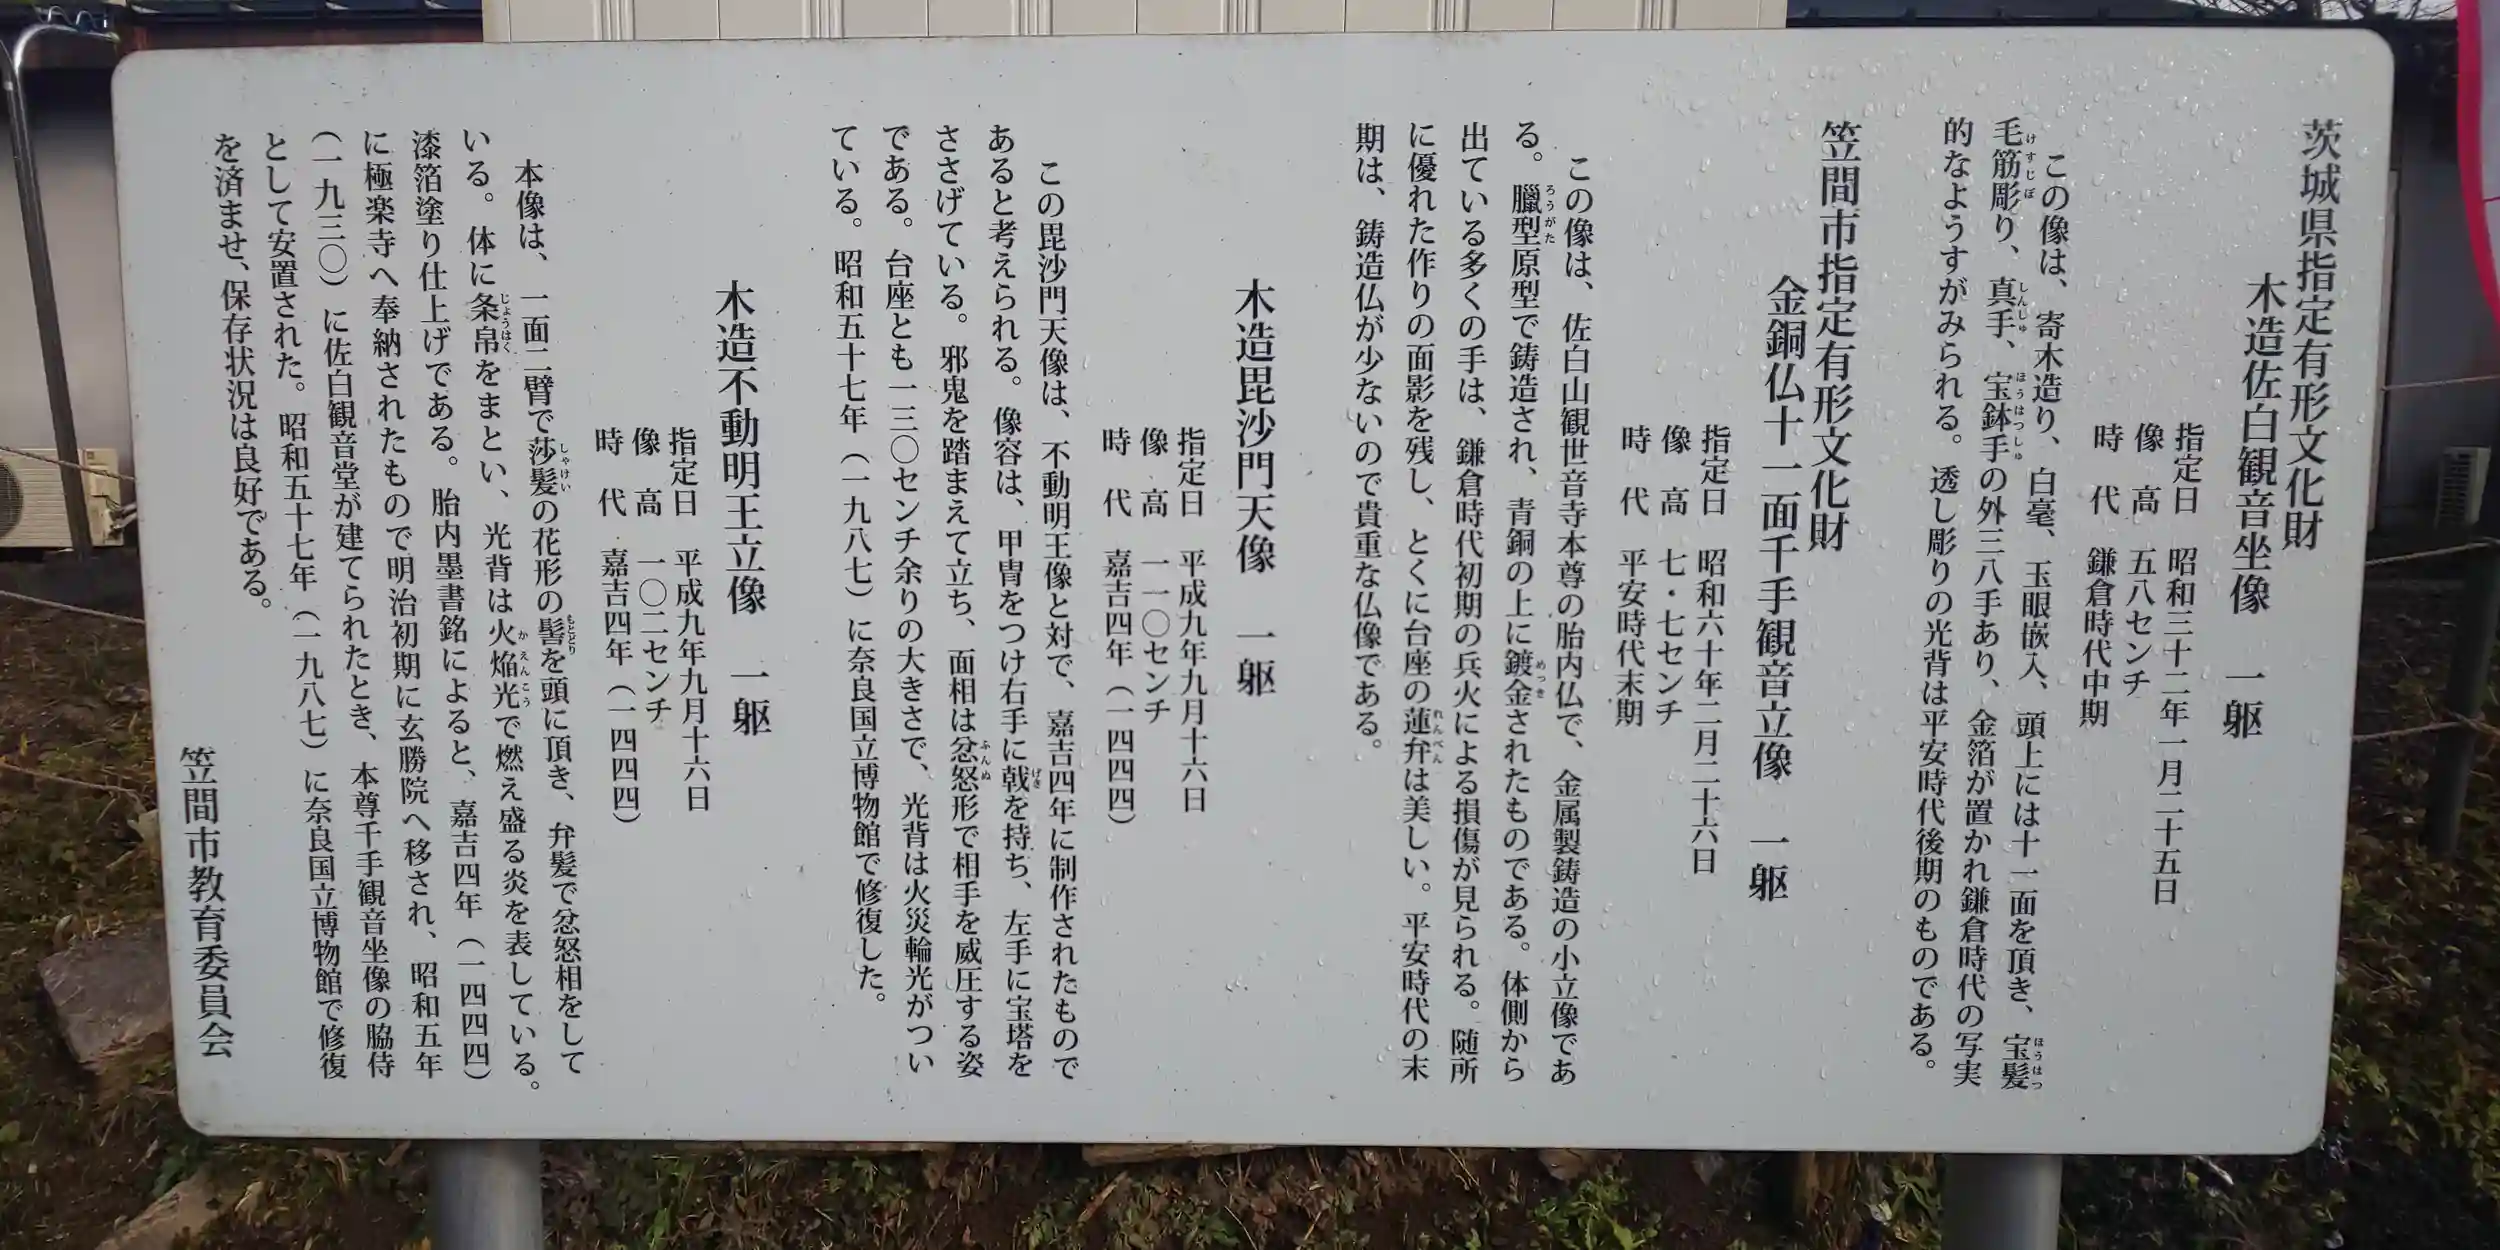 茨城県指定有形文化財
木造佐白観音坐像　一躯
指定日　昭和三十二年一月二十五日
像　高　五八センチ
時　代　鎌倉時代中期
この像は、寄木造り、白毫、玉眼嵌入、頭上には十一面を頂き、宝髪
毛筋彫り、真手、宝鉢手の外三八手あり、金箔が置かれ鎌倉時代の写実
的なようすがみられる。透し彫りの光背は平安時代後期のものである。
笠間市指定有形文化財
金銅仏十一面千手観音立像　一躯
指定日　昭和六十年二月二十六日
像　高　七・七センチ
時　代　平安時代末期
この像は、佐白山観世音寺本尊の胎内仏で、金属製鋳造の小立像であ
る。臘型原型で鋳造され、青銅の上に鍍金されたものである。体側から
出ている多くの手は、鎌倉時代初期の兵火による損傷が見られる。随所
に優れた作りの面影を残し、とくに台座の蓮弁は美しい。平安時代の末
期は、鋳造仏が少ないので貴重な仏像である。
木造毘沙門天像　一躯
指定日　平成九年九月十六日
像　高　一一〇センチ
時　代　嘉吉四年（一四四四）
この毘沙門天像は、不動明王像と対で、嘉吉四年に制作されたもので
あると考えられる。像容は、甲冑をつけ右手に戟を持ち、左手に宝塔を
ささげている。邪鬼を踏まえて立ち、面相は忿怒形で相手を威圧する姿
である。台座とも一三〇センチ余りの大きさで、光背は火災輪光がつい
ている。昭和五十七年（一九八七）に奈良国立博物館で修復した。
木造不動明王立像　一躯
指定日　平成九年九月十六日
像　高　一〇二センチ
時　代　嘉吉四年（一四四四）
本像は、一面二臂で莎髪の花形の髻を頭に頂き、弁髪で忿怒相をして
いる。体に条帛をまとい、光背は火焔光で燃え盛る炎を表している。
漆箔塗り仕上げである。胎内墨書銘によると、嘉吉四年（一四四四）
に極楽寺へ奉納されたもので明治初期に玄勝院へ移され、昭和五年
（一九三〇）に佐白観音堂が建てられたとき、本尊千手観音坐像の脇侍
として安置された。昭和五十七年（一九八七）に奈良国立博物館で修復
を済ませ、保存状況は良好である。
笠間市教育委員会